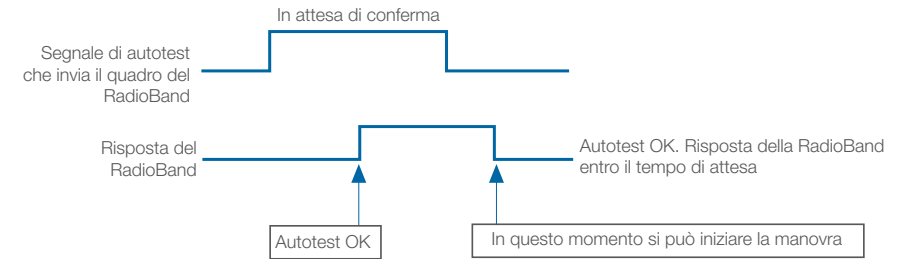 In attesa di conferma
Segnale di autotest
che invia il quadro del
RadioBand
Risposta del
RadioBand
Autotest OK. Risposta della RadioBand
entro il tempo di attesa
Autotest OK
In questo momento si può iniziare la manovra